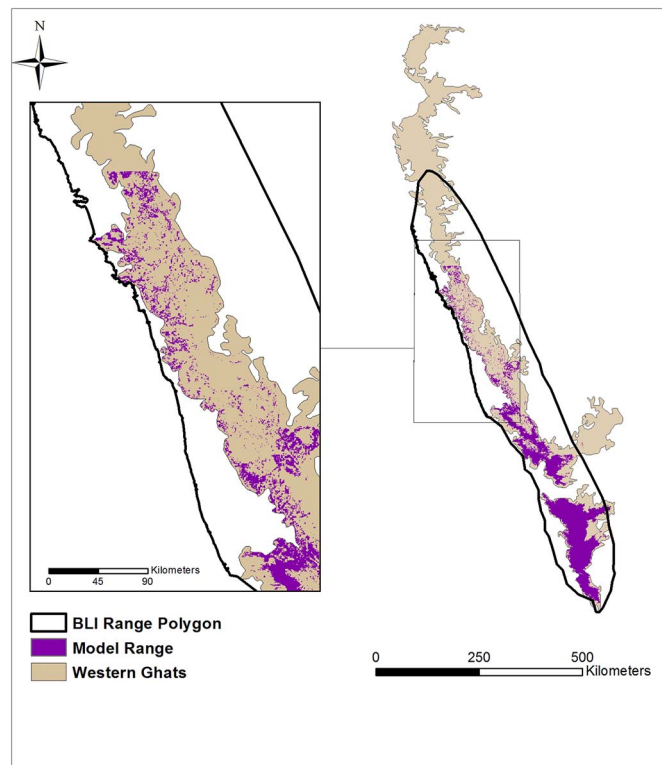 N
0 45 90
Kilometers
BLI Range Polygon
Model Range
Western Ghats
0 250 500
Kilometers